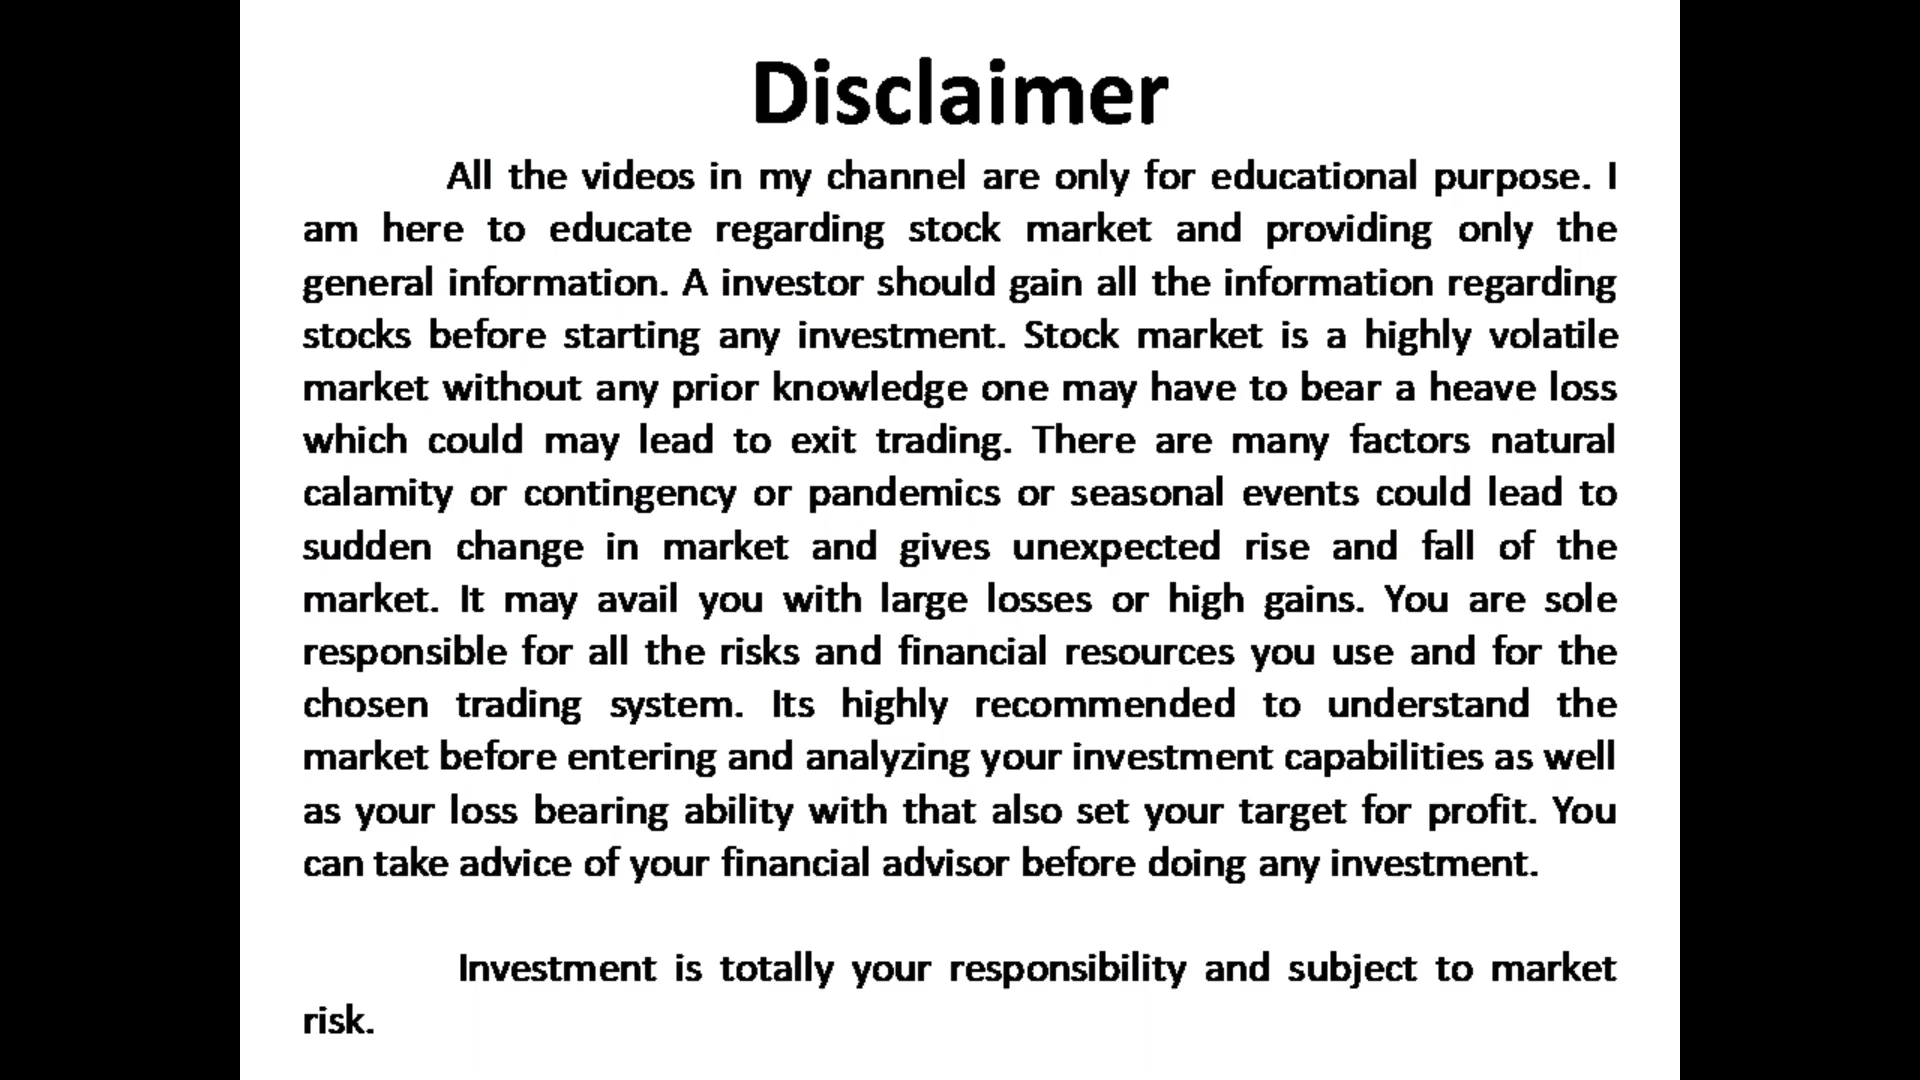 Disclaimer
All the videos in my channel are only for educational purpose. I
am here to educate regarding stock market and providing only the
general information. A investor should gain all the information regarding
stocks before starting any investment. Stock market is a highly volatile
market without any prior knowledge one may have to bear a heave loss
which could may lead to exit trading. There are many factors natural
calamity or contingency or pandemics or seasonal events could lead to
sudden change in market and gives unexpected rise and fall of the
market. It may avail you with large losses or high gains. You are sole
responsible for all the risks and financial resources you use and for the
chosen trading system. Its highly recommended to understand the
market before entering and analyzing your investment capabilities as well
as your loss bearing ability with that also set your target for profit. You
can take advice of your financial advisor before doing any investment.
Investment is totally your responsibility and subject to market
risk.